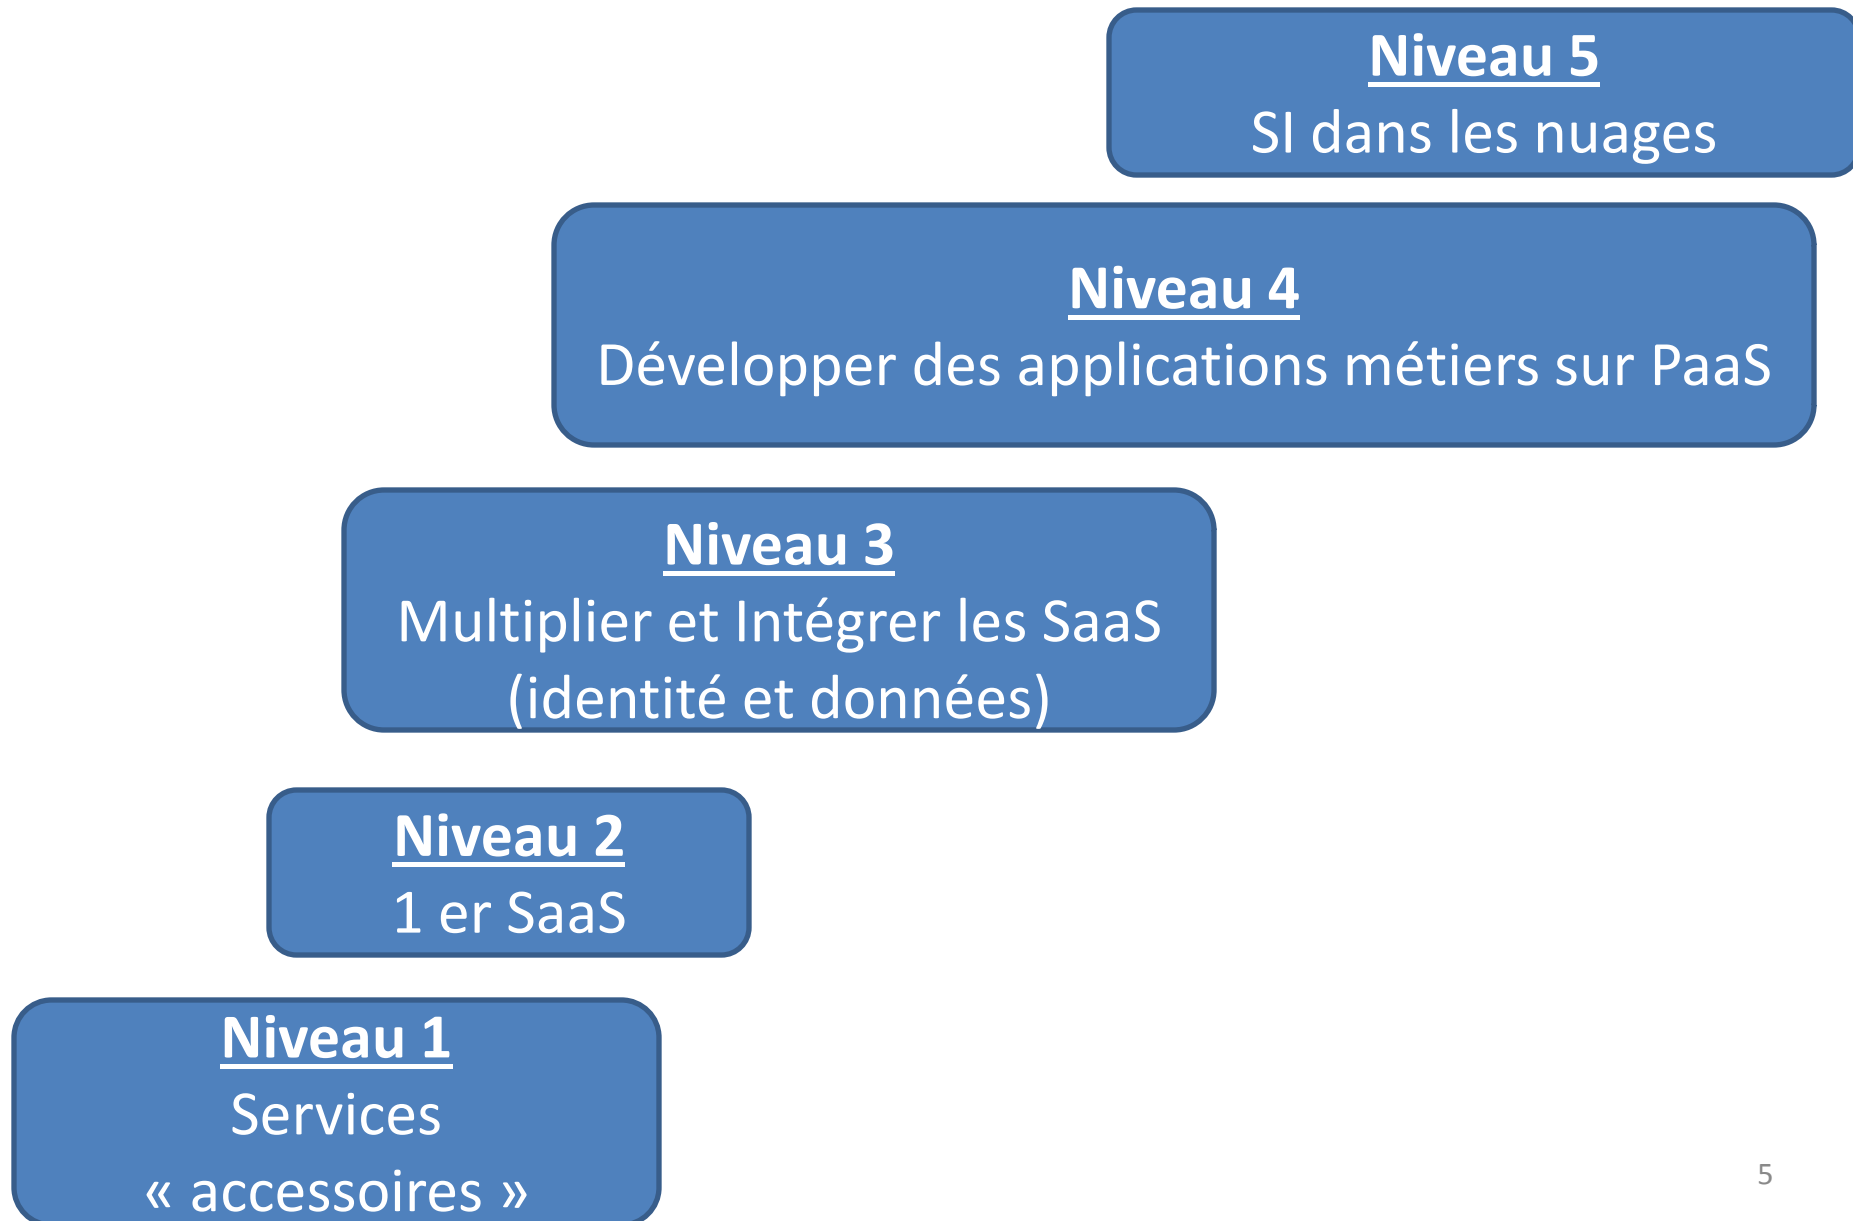 Niveau 5
SI dans les nuages
Niveau 4
Développer des applications métiers sur PaaS
Niveau 3
Multiplier et Intégrer les SaaS
(identité et données)
Niveau 2
1 er SaaS
Niveau 1
Services
« accessoires »
5